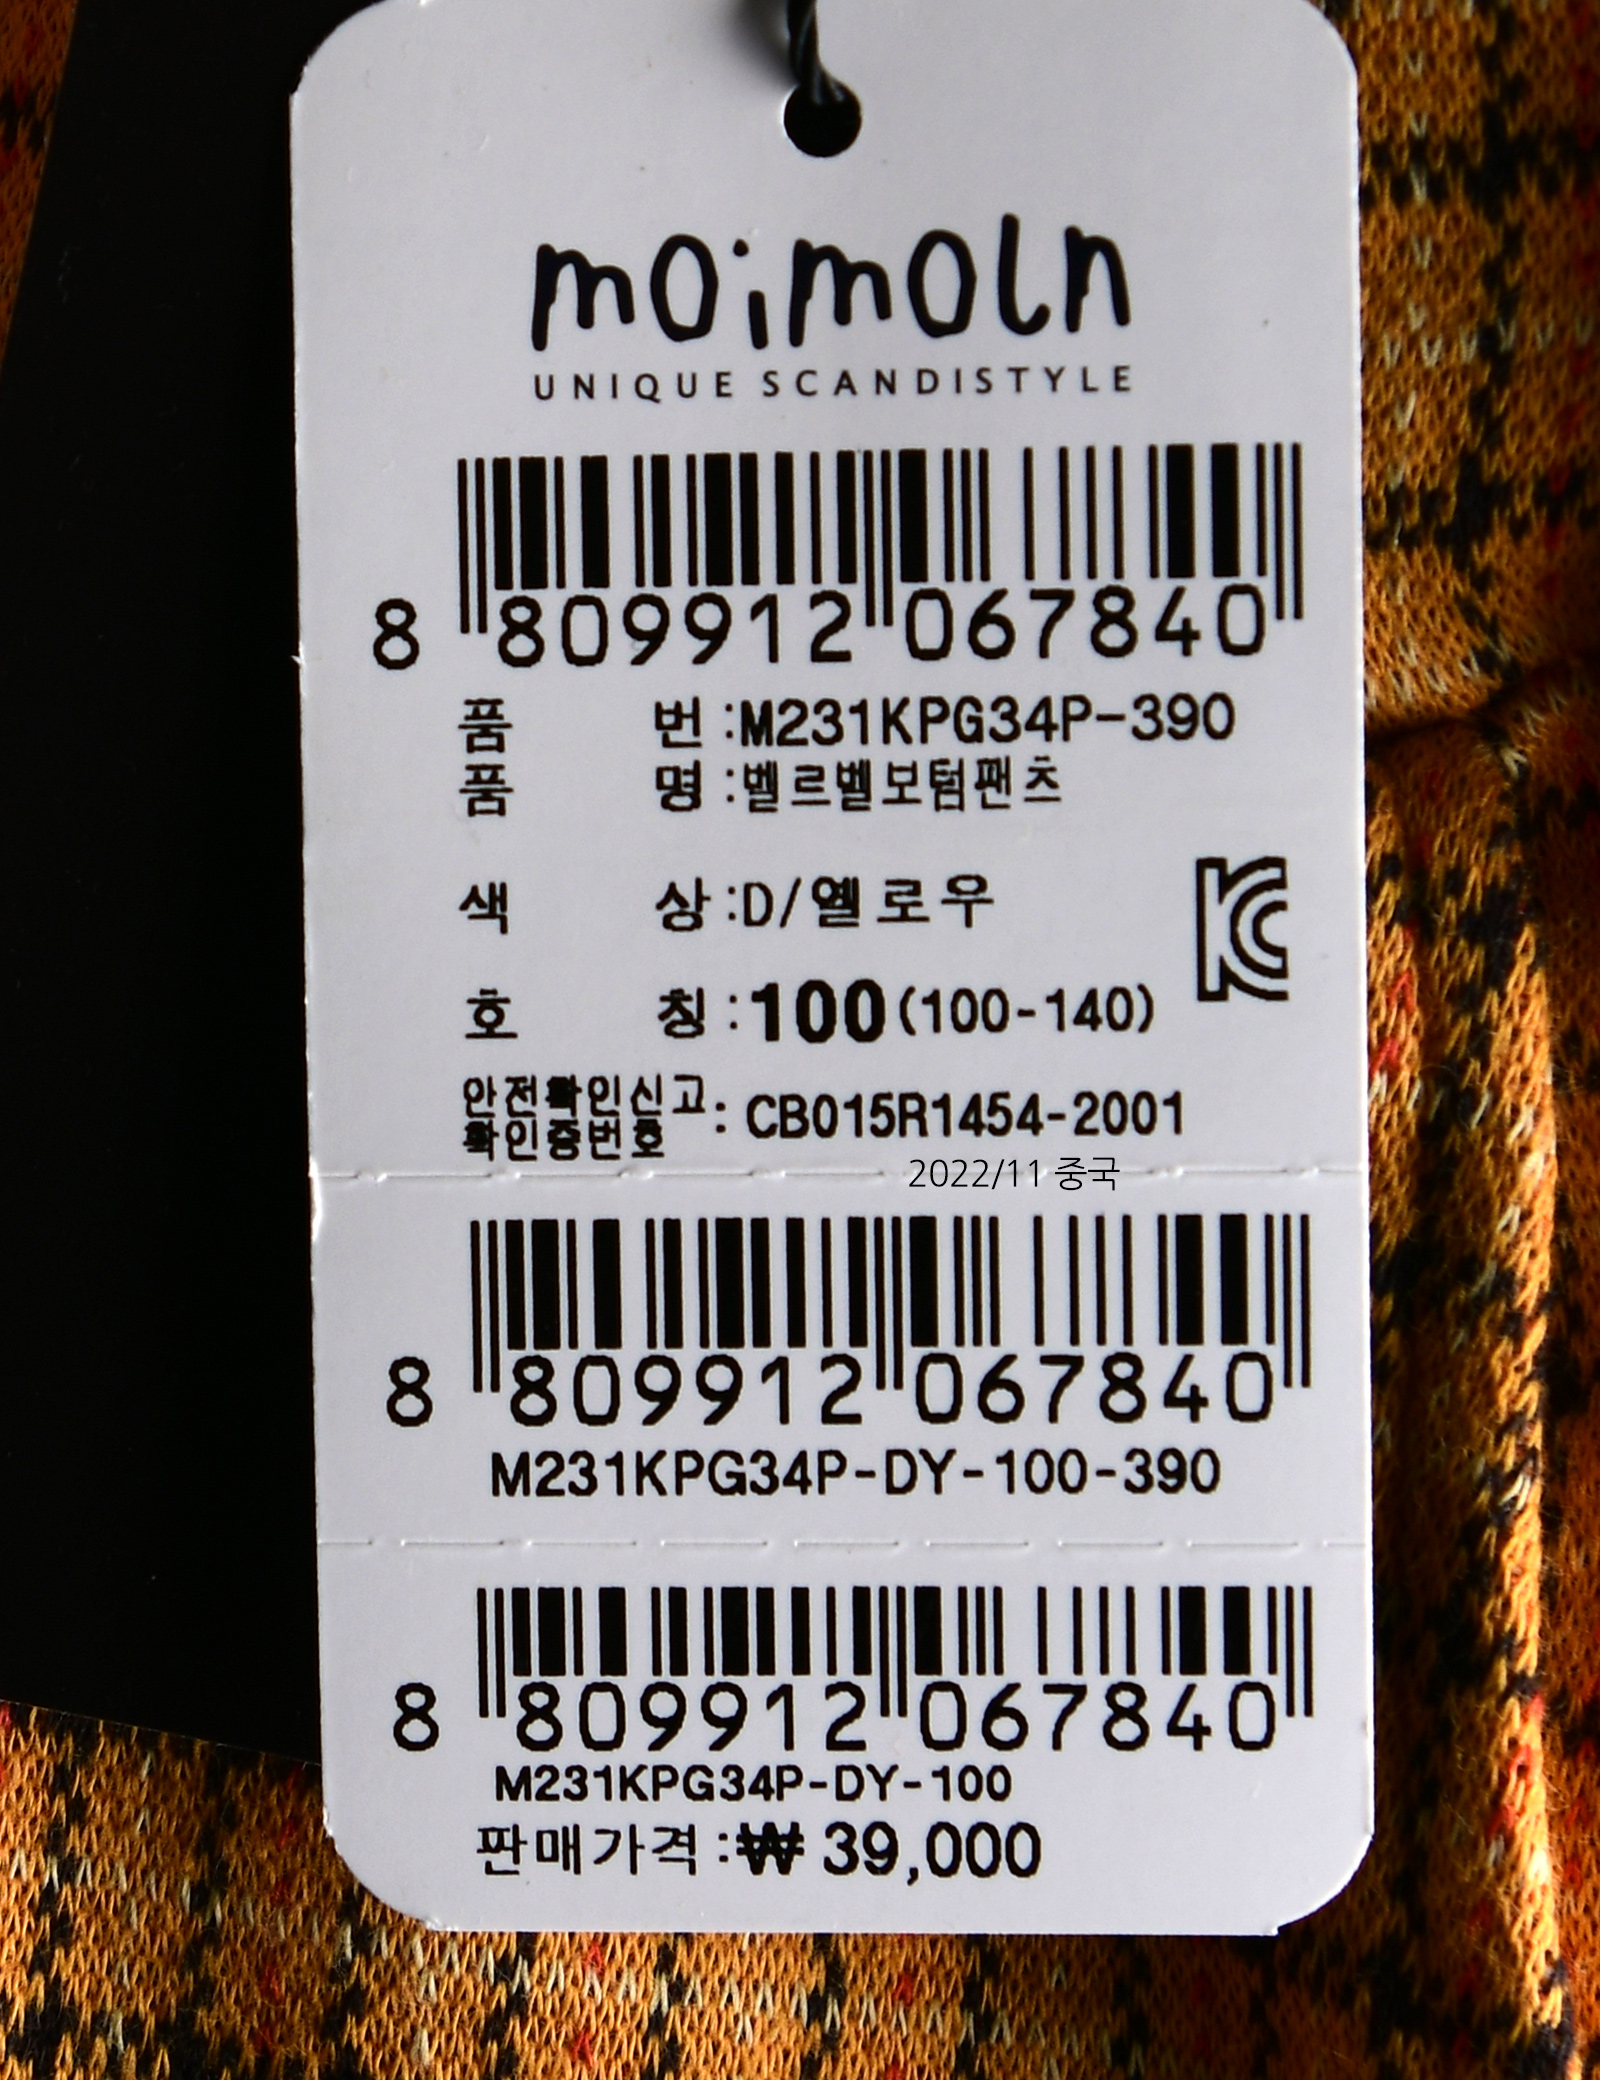 moimoln
UNIQUE SCANDISTYLE
8 809912 067840
품 번 :M231KPG34P-390
품 명 :벨르벨보텀팬츠
색 상 :D/옐로우
호 칭 :100(100-140)
안전확인신고
확인증번호 : CB015R1454-2001
2022/11 중국
8 809912 067840
M231KPG34P-DY-100-390
8 809912 067840
M231KPG34P-DY-100
판매가격 :₩ 39,000